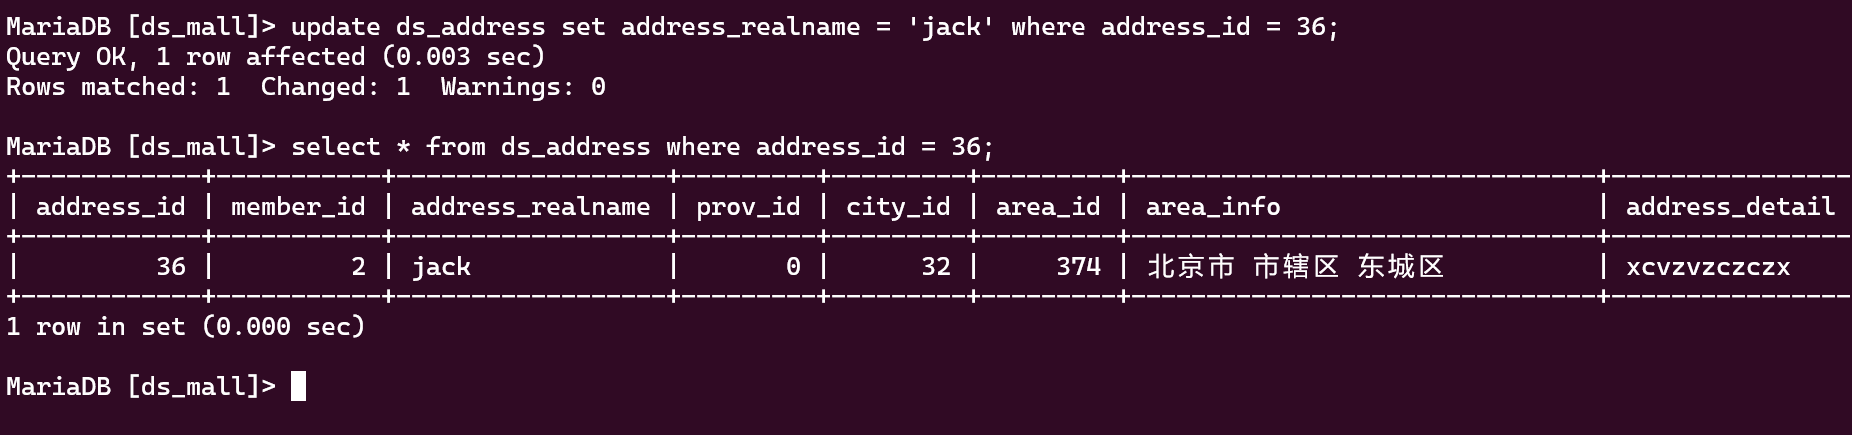 MariaDB [ds_mall]> update ds_address set address_realname = 'jack' where address_id = 36;
Query OK, 1 row affected (0.003 sec)
Rows matched: 1  Changed: 1  Warnings: 0
MariaDB [ds_mall]> select * from ds_address where address_id = 36;
+------------+-----------+------------------+---------+---------+---------+-------------------------------+----------------
| address_id | member_id | address_realname | prov_id | city_id | area_id | area_info                     | address_detail
+------------+-----------+------------------+---------+---------+---------+-------------------------------+----------------
|         36 |         2 | jack             |       0 |      32 |     374 | 北京市 市辖区 东城区          | xcvzvzczczx
+------------+-----------+------------------+---------+---------+---------+-------------------------------+----------------
1 row in set (0.000 sec)
MariaDB [ds_mall]>